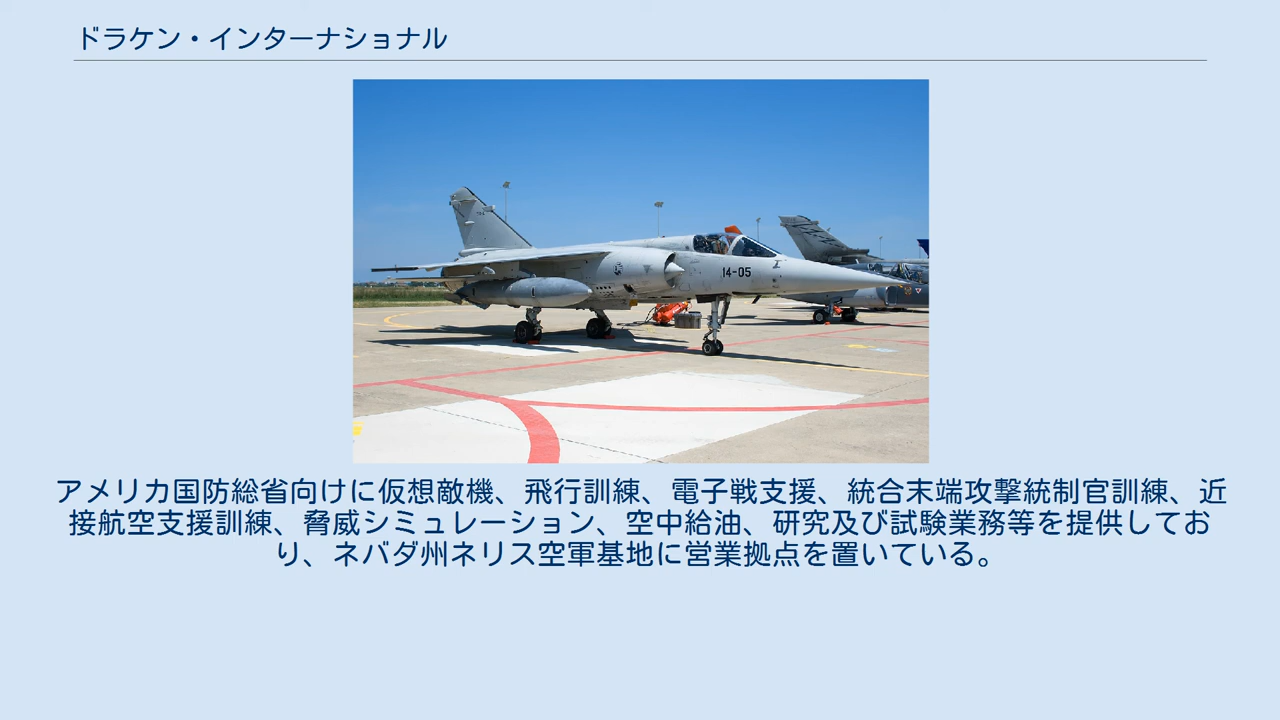 ドラケン・インターナショナル
14-05
アメリカ国防総省向けに仮想敵機、飛行訓練、電子戦支援、統合末端攻撃統制官訓練、近
接航空支援訓練、脅威シミュレーション、空中給油、研究及び試験業務等を提供してお
り、ネバダ州ネリス空軍基地に営業拠点を置いている。